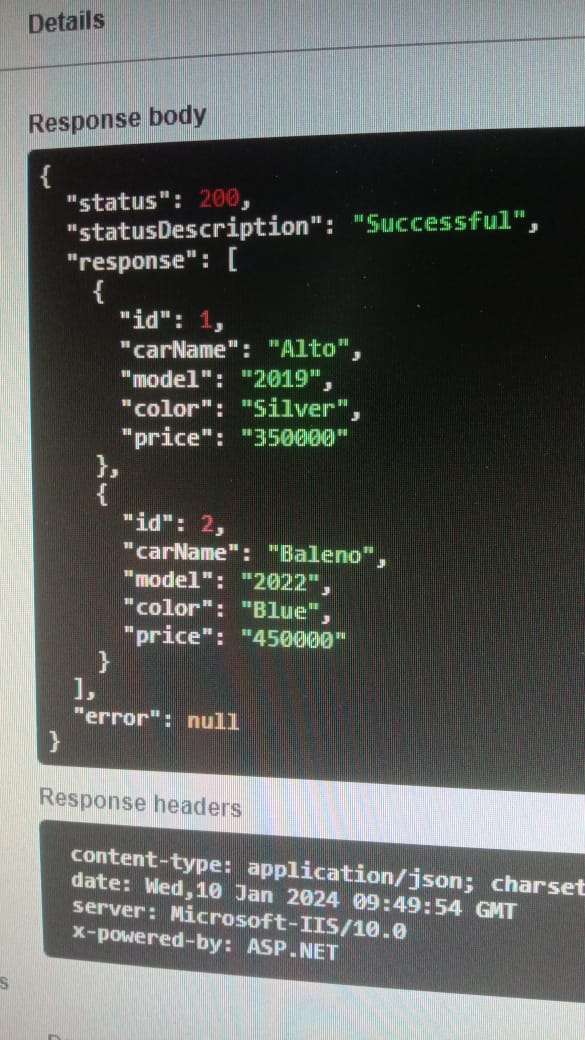 Details
Response body
{
"status": 200,
"statusDescription": "Successful",
"response": [
{
"id": 1,
"carName": "Alto",
"model": "2019",
"color": "Silver",
"price": "350000"
},
{
"id": 2,
"carName": "Baleno",
"model": "2022",
"color": "Blue",
"price": "450000"
}
],
"error": null
}
Response headers
content-type: application/json; charset
date: Wed,10 Jan 2024 09:49:54 GMT
server: Microsoft-IIS/10.0
x-powered-by: ASP.NET
s